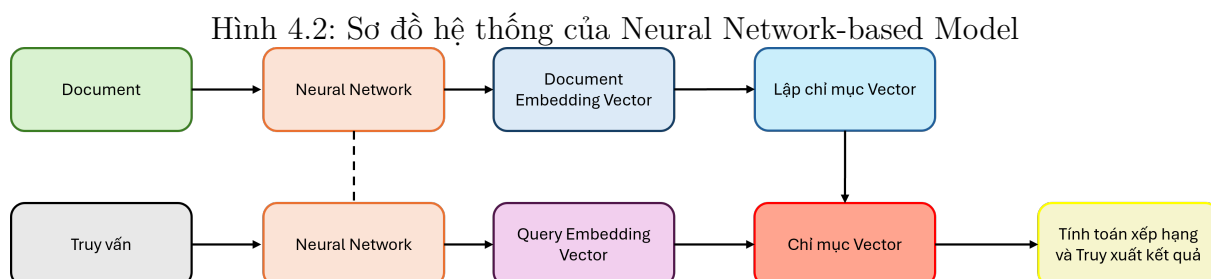 Hình 4.2: Sơ đồ hệ thống của Neural Network-based Model
Document
Neural Network
Document
Embedding Vector
Lập chỉ mục Vector
Truy vấn
Neural Network
Query Embedding
Vector
Chỉ mục Vector
Tính toán xếp hạng
và Truy xuất kết quả